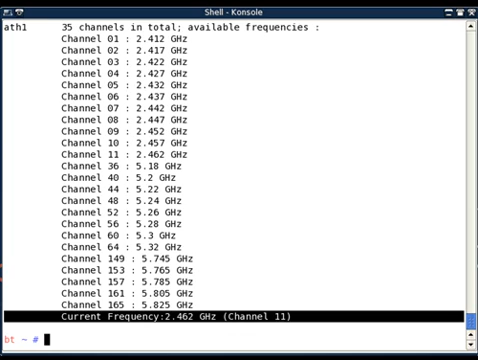 Shell - Konsole
ath1 35 channels in total; available frequencies :
Channel 01 : 2.412 GHz
Channel 02 : 2.417 GHz
Channel 03 : 2.422 GHz
Channel 04 : 2.427 GHz
Channel 05 : 2.432 GHz
Channel 06 : 2.437 GHz
Channel 07 : 2.442 GHz
Channel 08 : 2.447 GHz
Channel 09 : 2.452 GHz
Channel 10 : 2.457 GHz
Channel 11 : 2.462 GHz
Channel 36 : 5.18 GHz
Channel 40 : 5.2 GHz
Channel 44 : 5.22 GHz
Channel 48 : 5.24 GHz
Channel 52 : 5.26 GHz
Channel 56 : 5.28 GHz
Channel 60 : 5.3 GHz
Channel 64 : 5.32 GHz
Channel 149 : 5.745 GHz
Channel 153 : 5.765 GHz
Channel 157 : 5.785 GHz
Channel 161 : 5.805 GHz
Channel 165 : 5.825 GHz
Current Frequency:2.462 GHz (Channel 11)
bt ~ #